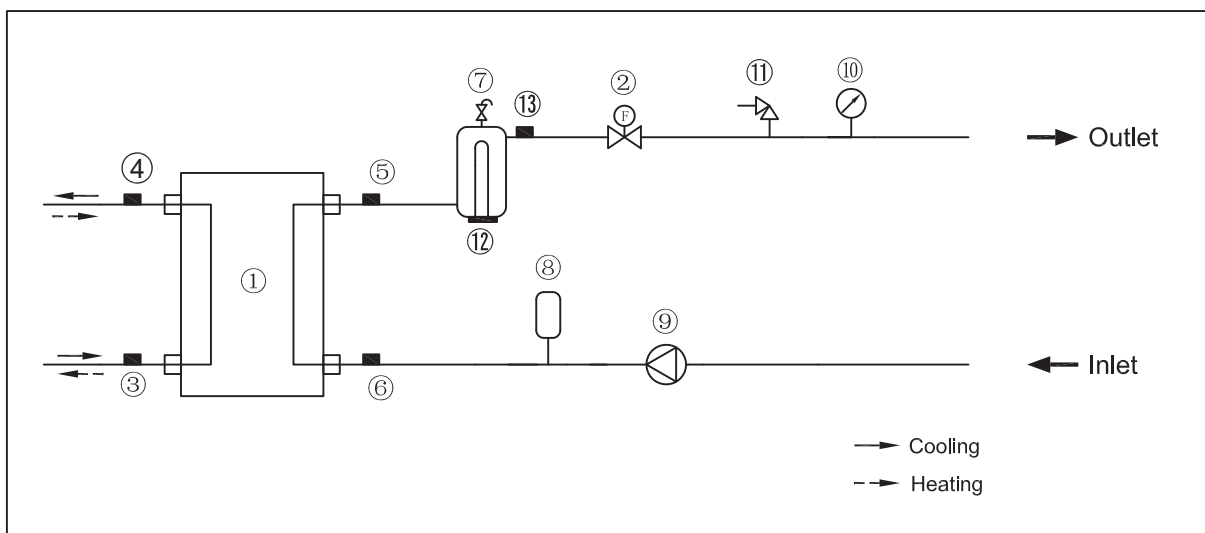 ⑦ ⑬ ② ⑪ ⑩
F
Outlet
④ ⑤
⑫
①
⑧
⑨
Inlet
③ ⑥
Cooling
Heating